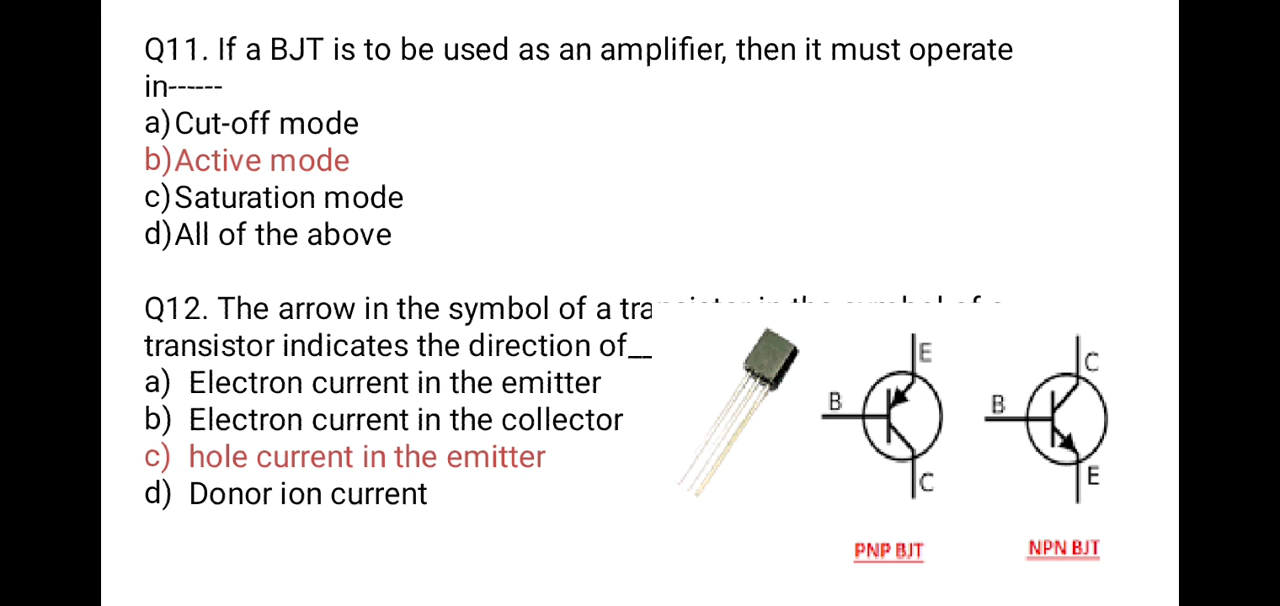 Q11. If a BJT is to be used as an amplifier, then it must operate
in------
a) Cut-off mode
b) Active mode
c) Saturation mode
d) All of the above
Q12. The arrow in the symbol of a
transistor indicates the direction of__
a) Electron current in the emitter
b) Electron current in the collector
c) hole current in the emitter
d) Donor ion current
E
B
C
PNP BJT
C
B
E
NPN BJT